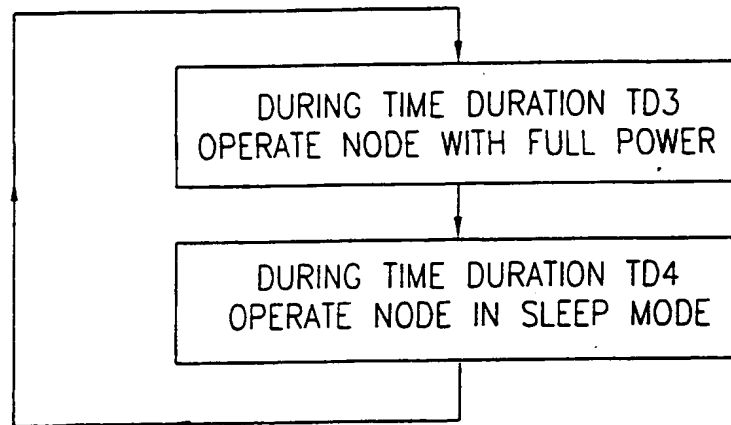 DURING TIME DURATION TD3
OPERATE NODE WITH FULL POWER
DURING TIME DURATION TD4
OPERATE NODE IN SLEEP MODE